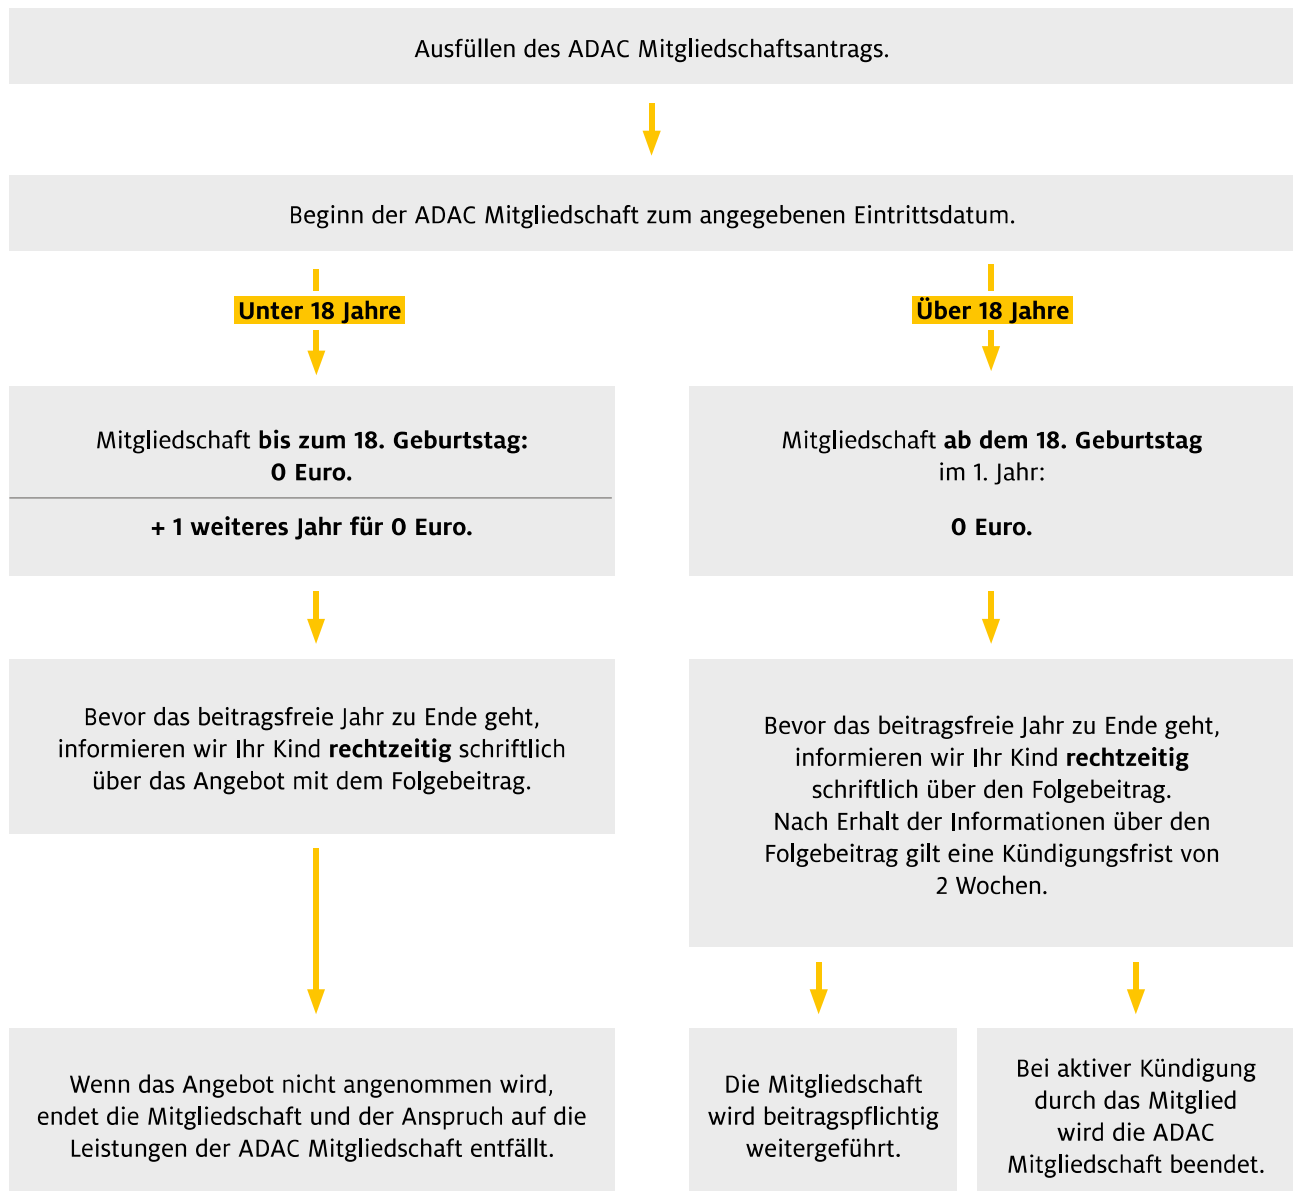 Ausfüllen des ADAC Mitgliedschaftsantrags.
Beginn der ADAC Mitgliedschaft zum angegebenen Eintrittsdatum.
Unter 18 Jahre
Mitgliedschaft bis zum 18. Geburtstag:
0 Euro.
+ 1 weiteres Jahr für 0 Euro.
Bevor das beitragsfreie Jahr zu Ende geht,
informieren wir Ihr Kind rechtzeitig schriftlich
über das Angebot mit dem Folgebeitrag.
Wenn das Angebot nicht angenommen wird,
endet die Mitgliedschaft und der Anspruch auf die
Leistungen der ADAC Mitgliedschaft entfällt.
Über 18 Jahre
Mitgliedschaft ab dem 18. Geburtstag
im 1. Jahr:
0 Euro.
Bevor das beitragsfreie Jahr zu Ende geht,
informieren wir Ihr Kind rechtzeitig
schriftlich über den Folgebeitrag.
Nach Erhalt der Informationen über den
Folgebeitrag gilt eine Kündigungsfrist von
2 Wochen.
Die Mitgliedschaft
wird beitragspflichtig
weitergeführt.
Bei aktiver Kündigung
durch das Mitglied
wird die ADAC
Mitgliedschaft beendet.